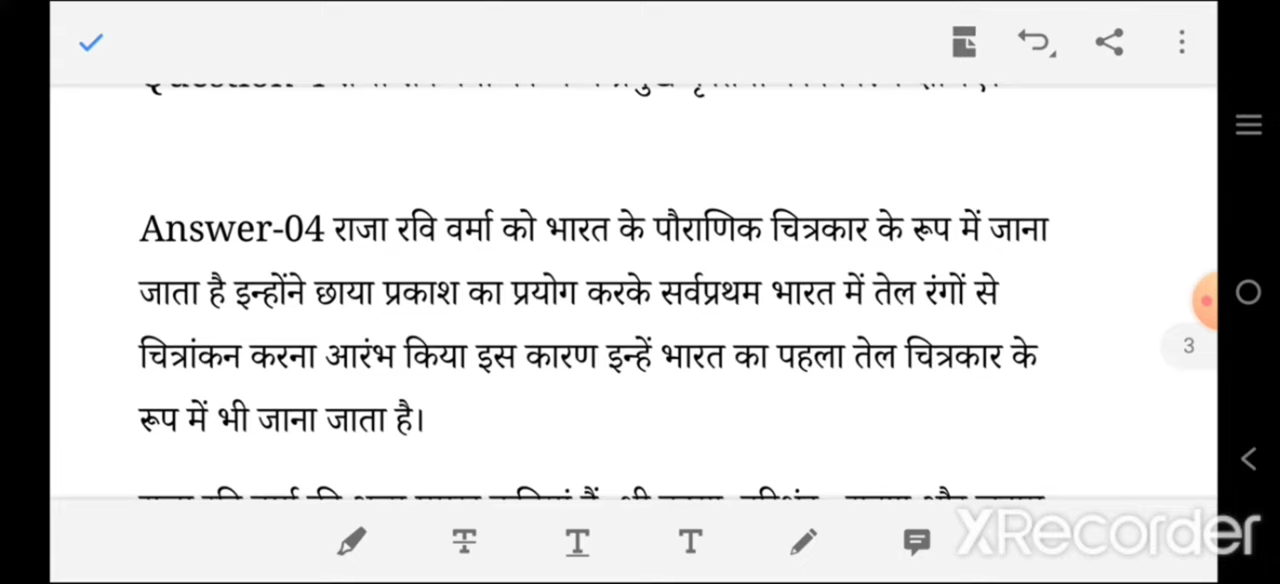 Answer-04 राजा रवि वर्मा को भारत के पौराणिक चित्रकार के रूप में जाना
जाता है इन्होंने छाया प्रकाश का प्रयोग करके सर्वप्रथम भारत में तेल रंगों से
चित्रांकन करना आरंभ किया इस कारण इन्हें भारत का पहला तेल चित्रकार के
रूप में भी जाना जाता है।
3
XRecorder